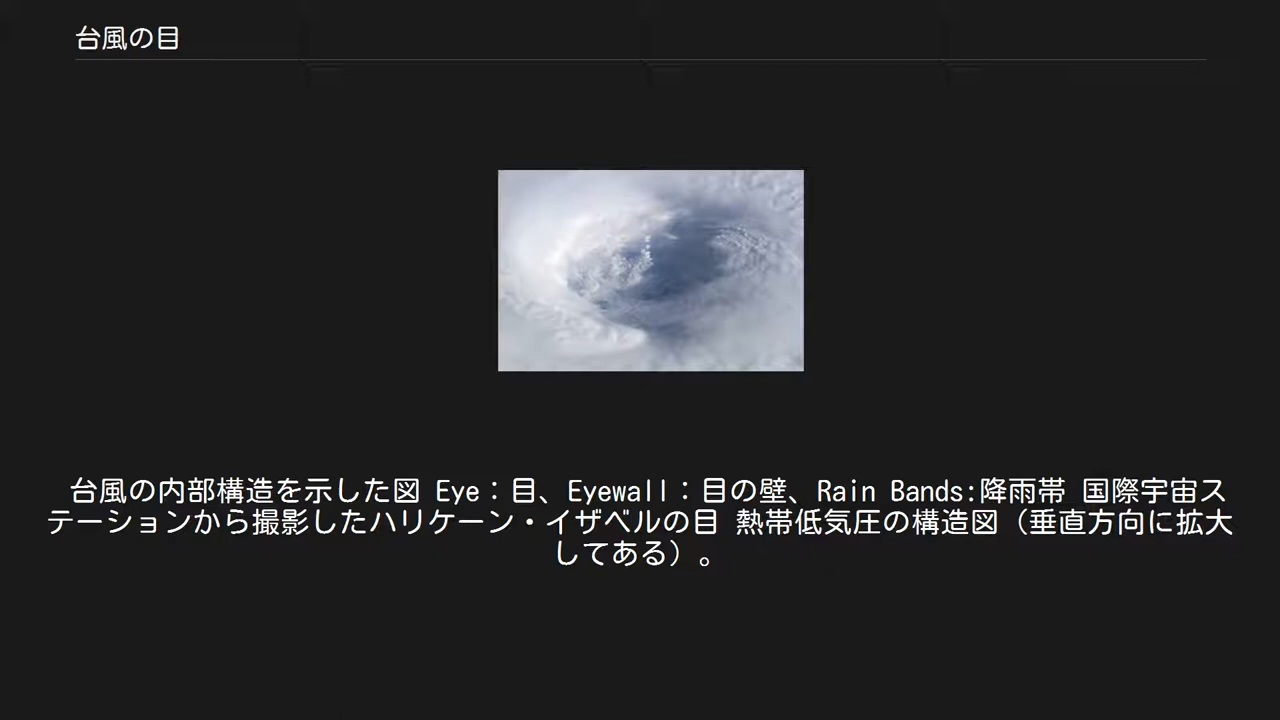 台風の目
台風の内部構造を示した図 Eye：目、Eyewall：目の壁、Rain Bands:降雨帯 国際宇宙ス
テーションから撮影したハリケーン・イザベルの目 熱帯低気圧の構造図（垂直方向に拡大
してある）。